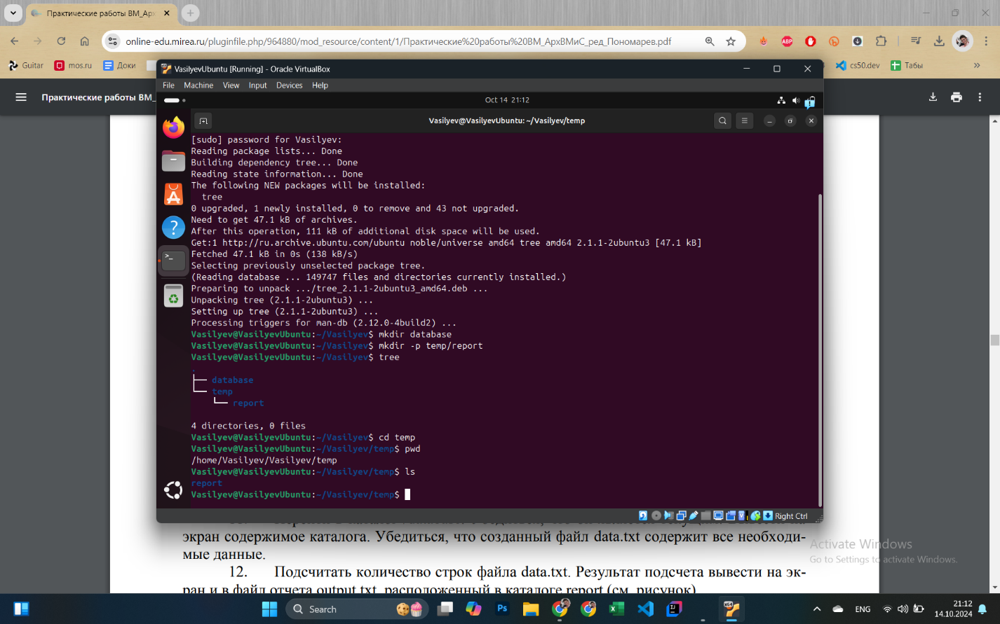 Практические работы ВМ_Арх
online-edu.mirea.ru/pluginfile.php/964880/mod_resource/content/1/Практические%20работы%20ВМ_АрхВМиС_ред_Пономарев.pdf
ABP
Guitar
mos.ru
Доки
cs50.dev
Табы
Практические работы ВМ_
VasilyevUbuntu [Running] - Oracle VirtualBox
File Machine View Input Devices Help
Oct 14 21:12
Vasilyev@VasilyevUbuntu: ~/Vasilyev/temp
[sudo] password for Vasilyev:
Reading package lists... Done
Building dependency tree... Done
Reading state information... Done
The following NEW packages will be installed:
tree
0 upgraded, 1 newly installed, 0 to remove and 43 not upgraded.
Need to get 47.1 kB of archives.
After this operation, 111 kB of additional disk space will be used.
Get:1 http://ru.archive.ubuntu.com/ubuntu noble/universe amd64 tree amd64 2.1.1-2ubuntu3 [47.1 kB]
Fetched 47.1 kB in 0s (138 kB/s)
Selecting previously unselected package tree.
(Reading database ... 149747 files and directories currently installed.)
Preparing to unpack .../tree_2.1.1-2ubuntu3_amd64.deb ...
Unpacking tree (2.1.1-2ubuntu3) ...
Setting up tree (2.1.1-2ubuntu3) ...
Processing triggers for man-db (2.12.0-4build2) ...
Vasilyev@VasilyevUbuntu:~/Vasilyev$ mkdir database
Vasilyev@VasilyevUbuntu:~/Vasilyev$ mkdir -p temp/report
Vasilyev@VasilyevUbuntu:~/Vasilyev$ tree
.
├── database
└── temp
    └── report
4 directories, 0 files
Vasilyev@VasilyevUbuntu:~/Vasilyev$ cd temp
Vasilyev@VasilyevUbuntu:~/Vasilyev/temp$ pwd
/home/Vasilyev/Vasilyev/temp
Vasilyev@VasilyevUbuntu:~/Vasilyev/temp$ ls
report
Vasilyev@VasilyevUbuntu:~/Vasilyev/temp$
Right Ctrl
экран содержимое каталога. Убедиться, что созданный файл data.txt содержит все необходи-
мые данные.
12. Подсчитать количество строк файла data.txt. Результат подсчета вывести на эк-
ран и в файл отчета output.txt, расположенный в каталоге report (см. рисунок)
Activate Windows
Go to Settings to activate Windows.
Search
Ps
ENG
21:12
14.10.2024